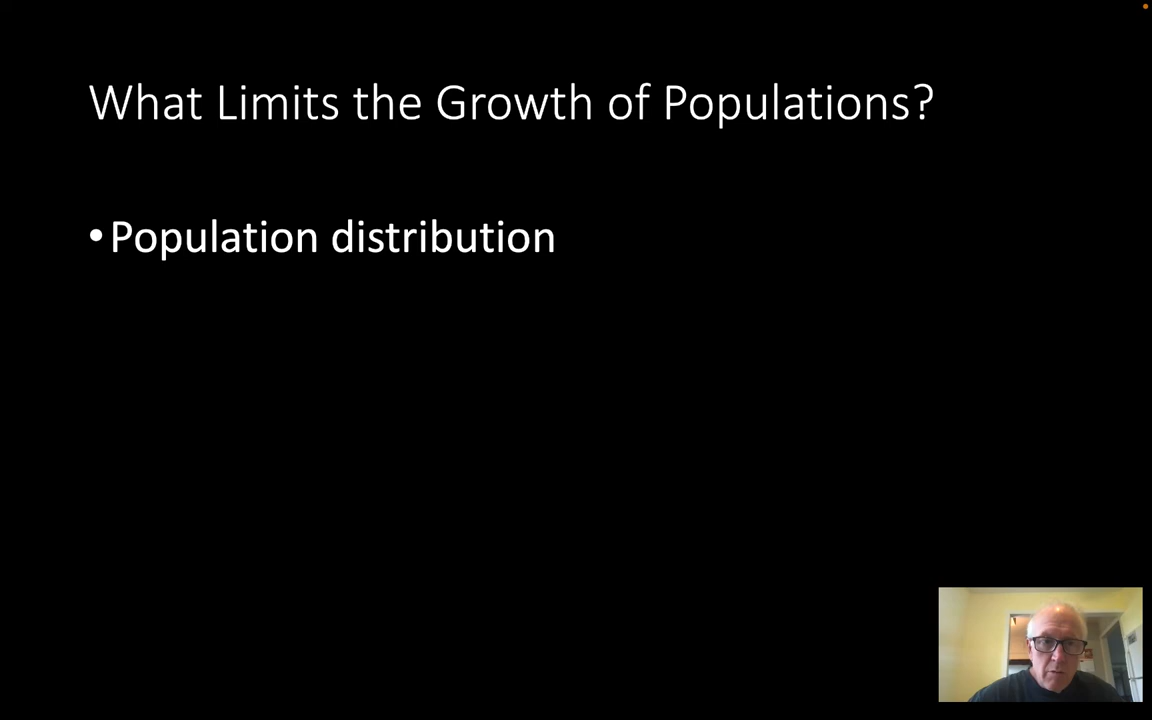 What Limits the Growth of Populations?
•Population distribution